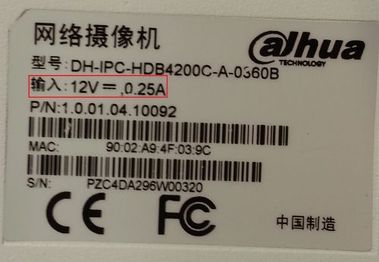 网络摄像机
alhua
TECHNOLOGY
型号: DH-IPC-HDB4200C-A-0360B
输入: 12V⎓,0.25A
P/N:1.0.01.04.10092
MAC: 90:02:A9:4F:03:9C
S/N: PZC4DA296W00320
CE FC
中国制造